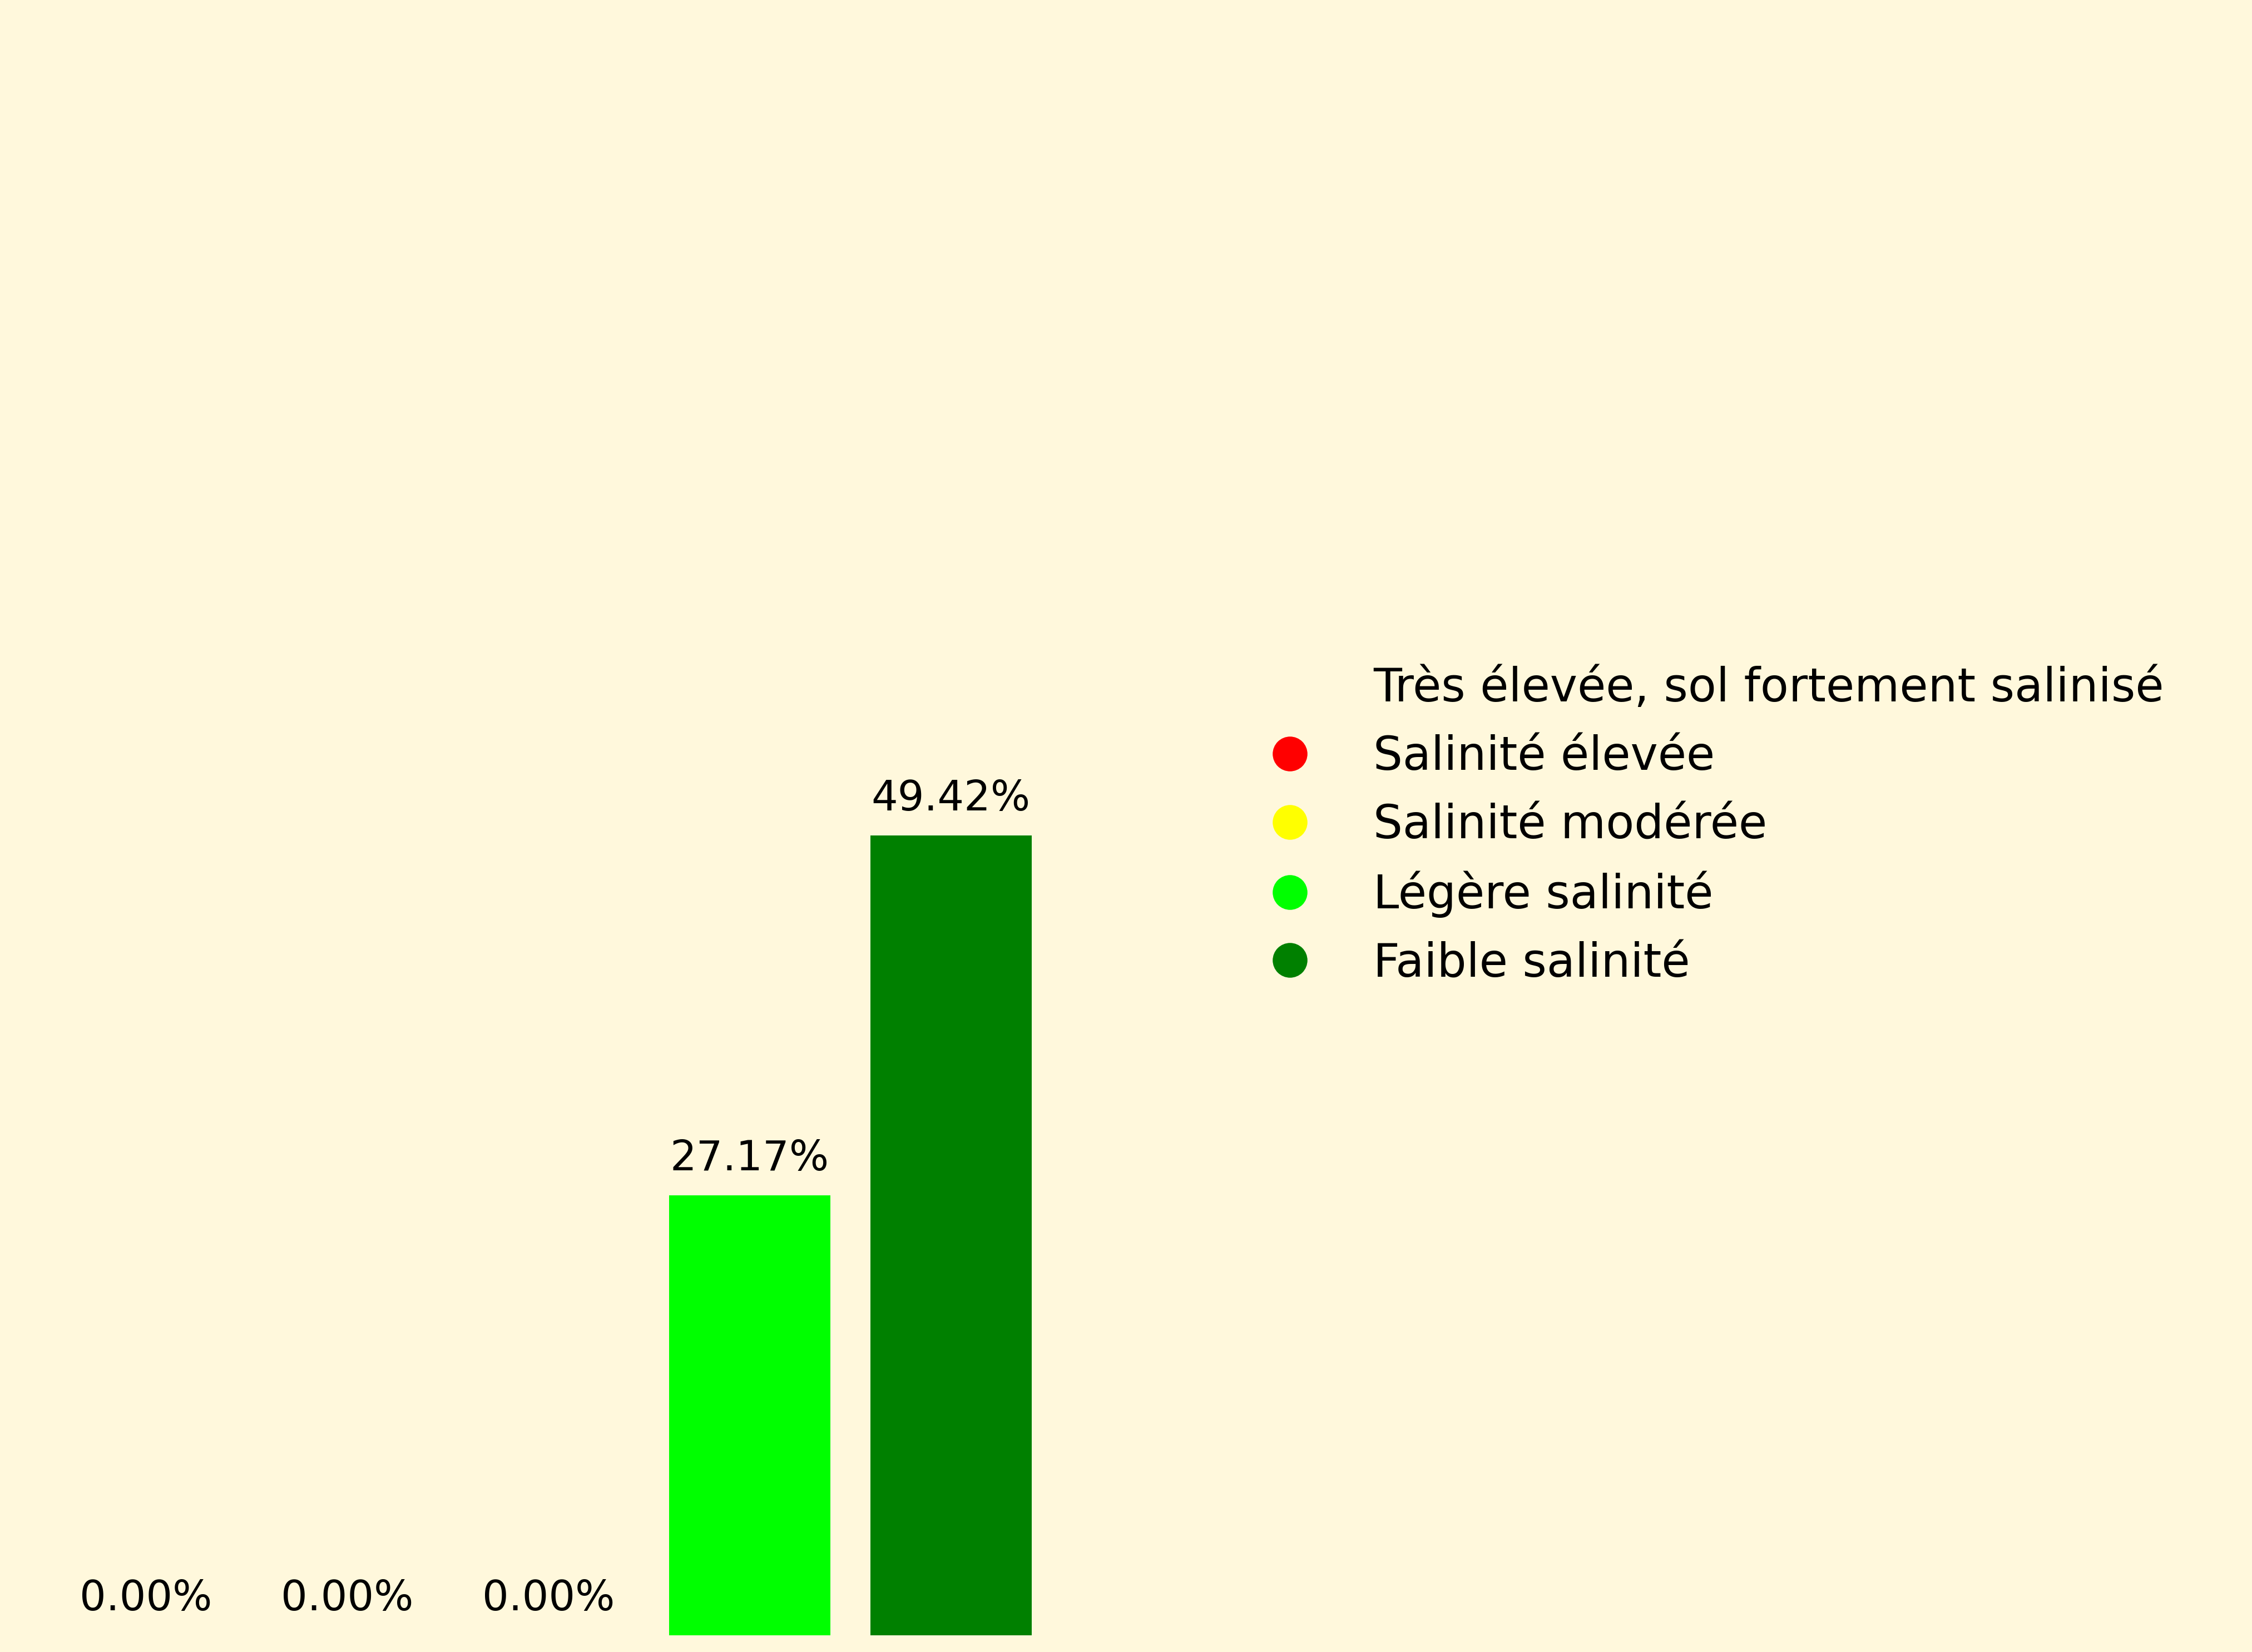 Très élevée, sol fortement salinisé
Salinité élevée
49.42%
Salinité modérée
Légère salinité
Faible salinité
27.17%
0.00% 0.00% 0.00%